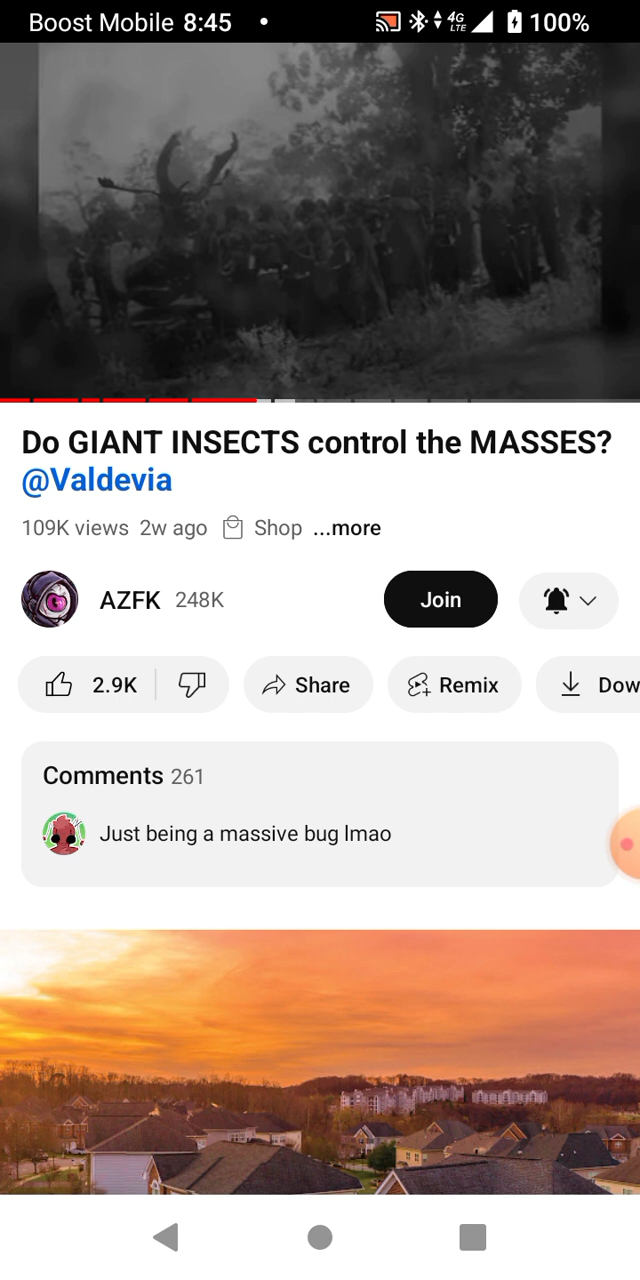 Boost Mobile 8:45 • 4G LTE 100%
Do GIANT INSECTS control the MASSES?
@Valdevia
109K views 2w ago Shop ...more
AZFK 248K Join
2.9K Share Remix Dow
Comments 261
Just being a massive bug lmao